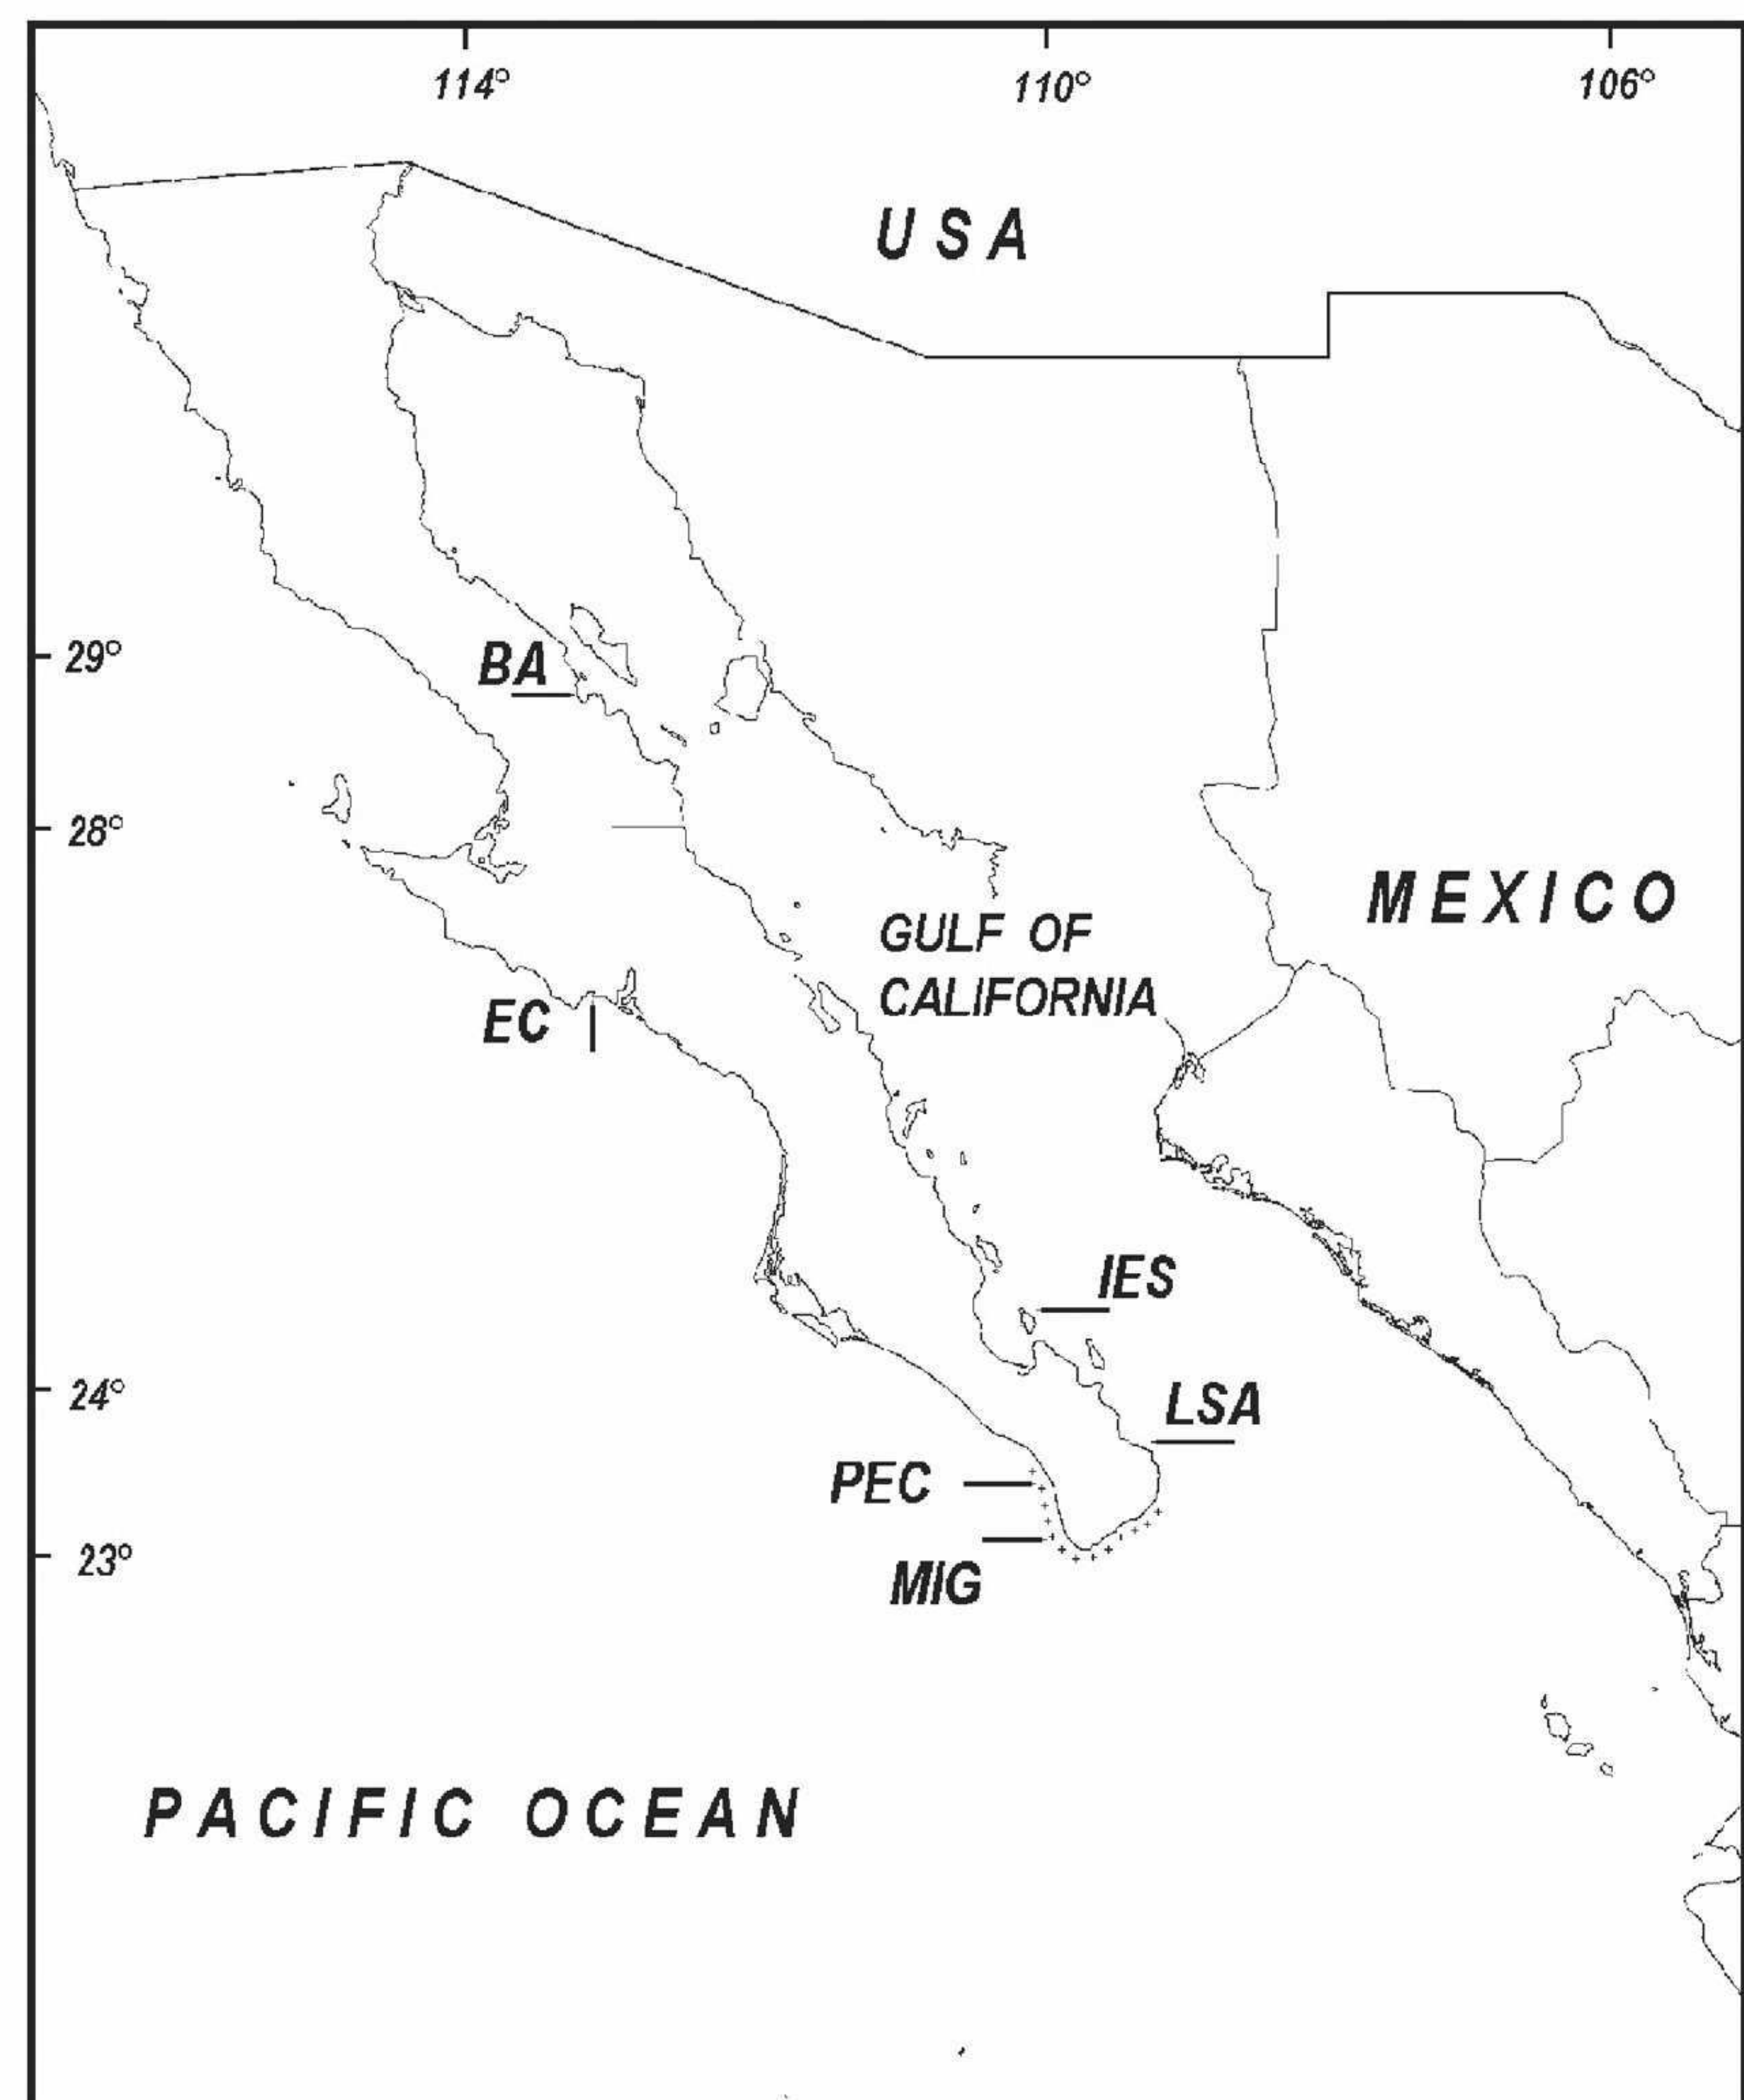 114°
110°
106°
USA
29°
BA
28°
MEXICO
GULF OF
CALIFORNIA
EC
IES
24°
LSA
PEC
23°
MIG
PACIFIC OCEAN